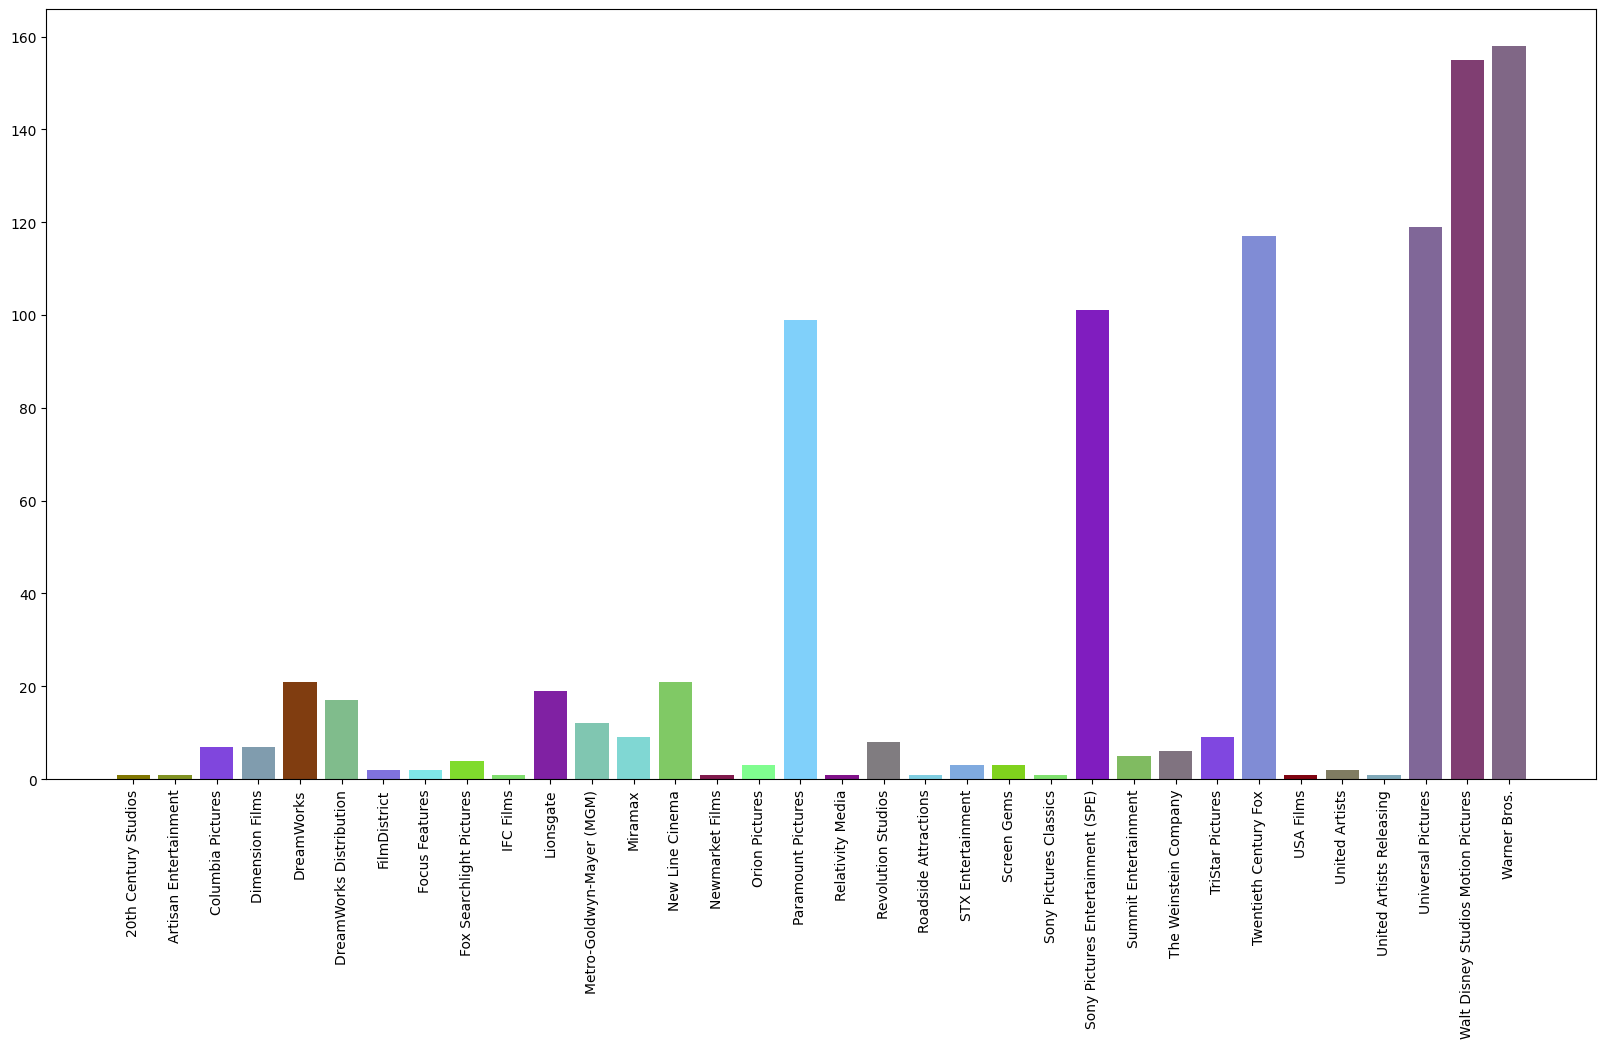 160
140
120
100
80
60
40
20
0
20th Century Studios
Artisan Entertainment
Columbia Pictures
Dimension Films
DreamWorks
DreamWorks Distribution
FilmDistrict
Focus Features
Fox Searchlight Pictures
IFC Films
Lionsgate
Metro-Goldwyn-Mayer (MGM)
Miramax
New Line Cinema
Newmarket Films
Orion Pictures
Paramount Pictures
Relativity Media
Revolution Studios
Roadside Attractions
STX Entertainment
Screen Gems
Sony Pictures Classics
Sony Pictures Entertainment (SPE)
Summit Entertainment
The Weinstein Company
TriStar Pictures
Twentieth Century Fox
USA Films
United Artists
United Artists Releasing
Universal Pictures
Walt Disney Studios Motion Pictures
Warner Bros.